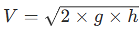 V = √(2 × g × h)